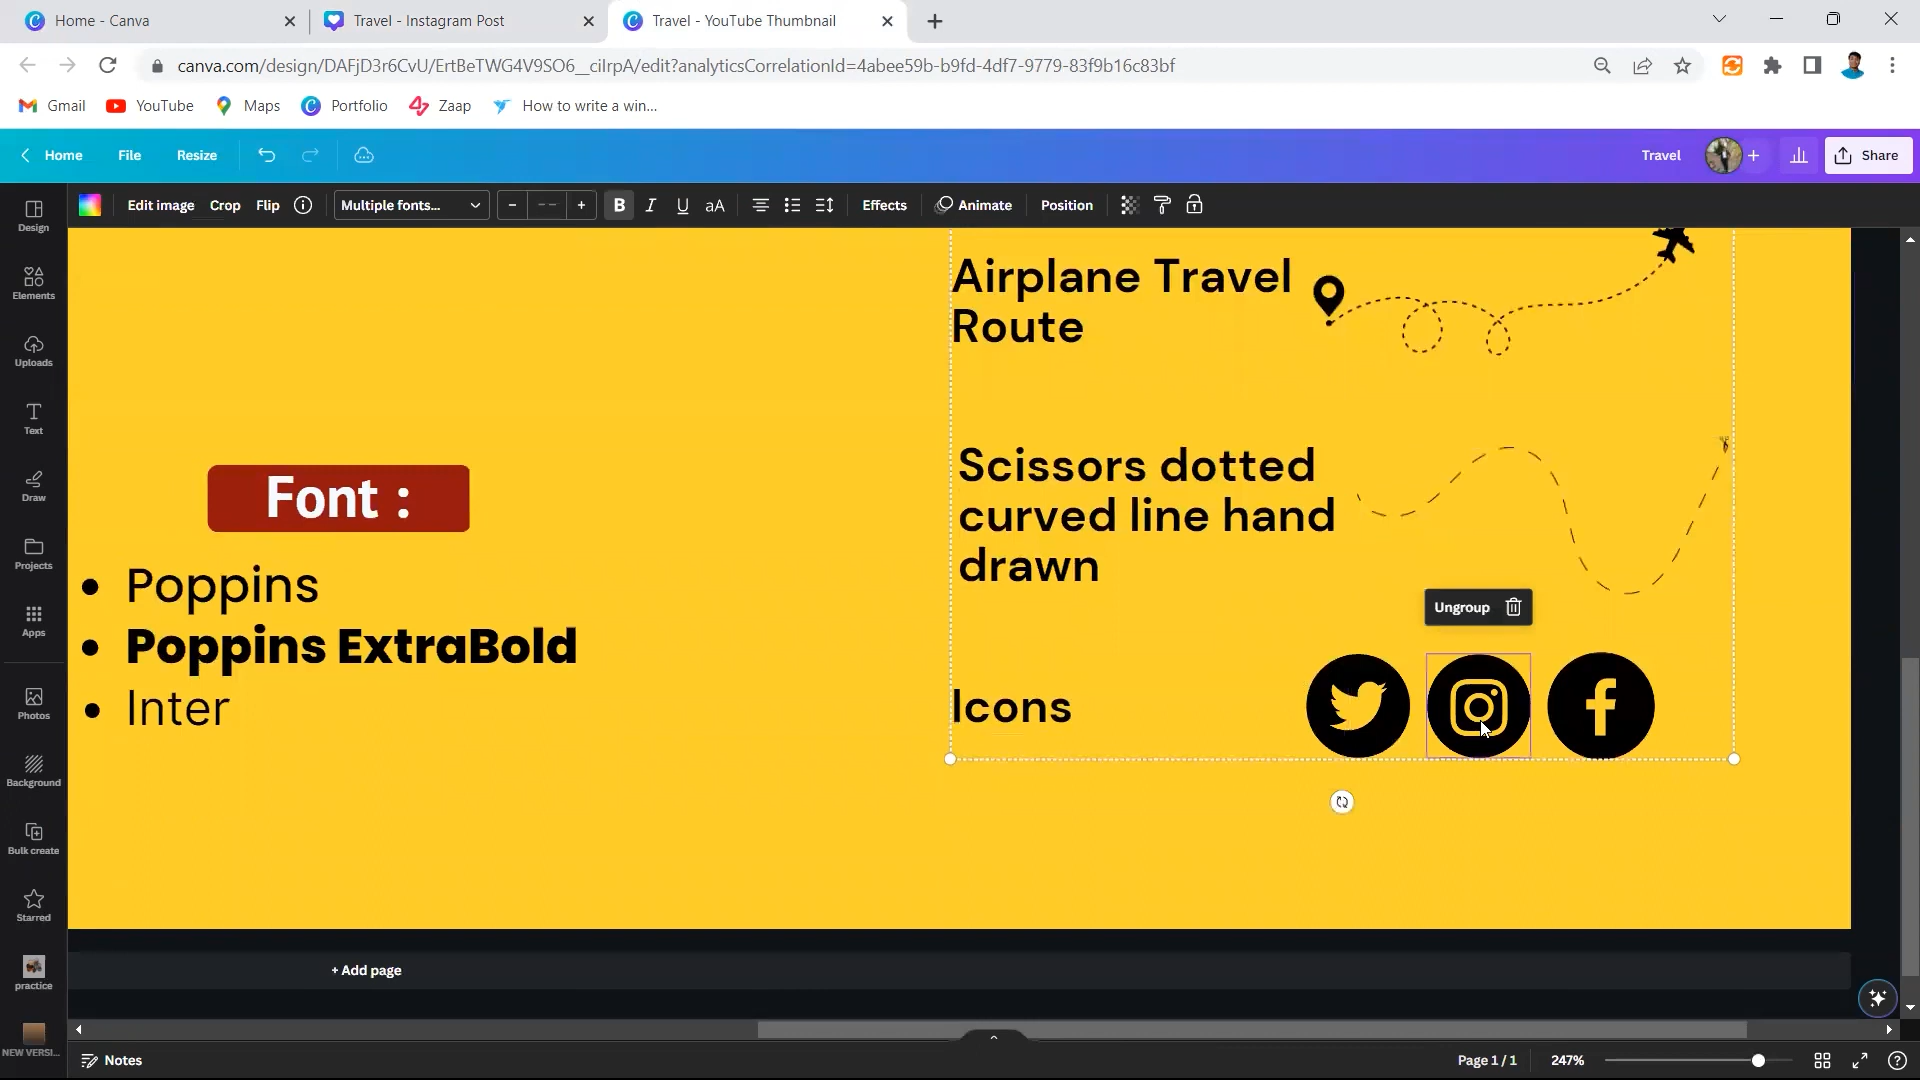 Home - Canva
Travel - Instagram Post
Travel - YouTube Thumbnail
canva.com/design/DAFjD3r6CvU/ErtBeTWG4V9SO6__cilrpA/edit?analyticsCorrelationId=4abee59b-b9fd-4df7-9779-83f9b16c83bf
Gmail
YouTube
Maps
Portfolio
Zaap
How to write a win...
Home
File
Resize
Travel
Share
Edit image
Crop
Flip
Multiple fonts...
- -
B
I
U
aA
Effects
Animate
Position
Design
Elements
Uploads
Text
Draw
Projects
Apps
Photos
Background
Bulk create
Starred
practice
NEW VERSI...
Airplane Travel
Route
Scissors dotted
curved line hand
drawn
Ungroup
Icons
Font :
• Poppins
• Poppins ExtraBold
• Inter
+ Add page
Notes
Page 1 / 1
247%